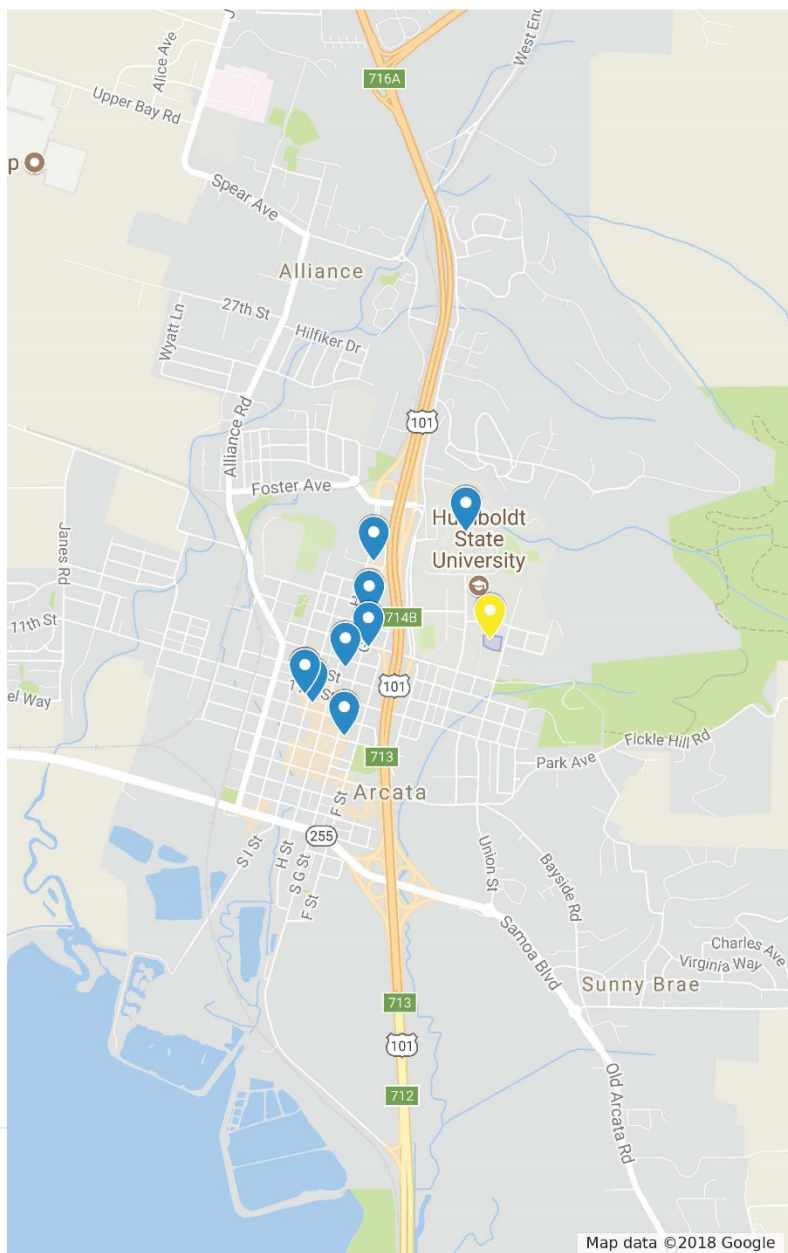 716A
West End
Alice Ave
Upper Bay Rd
p
Spear Ave
Alliance
27th St
Wyatt Ln
Hilfiker Dr
101
Alliance Rd
Foster Ave
Humboldt
State
University
Janes Rd
11th St
714B
el Way
101
713
Fickle Hill Rd
Park Ave
Arcata
F St
255
S I St
H St
S G St
F St
Union St
Bayside Rd
Samoa Blvd
Charles Ave
Virginia Way
Sunny Brae
713
101
712
Old Arcata Rd
Map data ©2018 Google